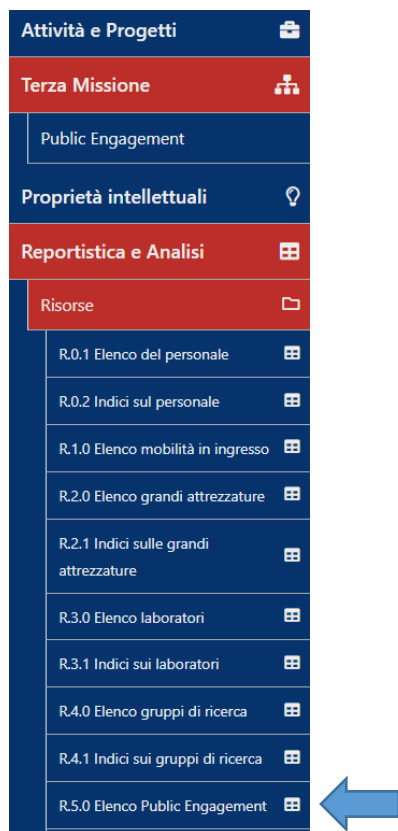 Attività e Progetti
Terza Missione
Public Engagement
Proprietà intellettuali
Reportistica e Analisi
Risorse
R.0.1 Elenco del personale
R.0.2 Indici sul personale
R.1.0 Elenco mobilità in ingresso
R.2.0 Elenco grandi attrezzature
R.2.1 Indici sulle grandi
attrezzature
R.3.0 Elenco laboratori
R.3.1 Indici sui laboratori
R.4.0 Elenco gruppi di ricerca
R.4.1 Indici sui gruppi di ricerca
R.5.0 Elenco Public Engagement